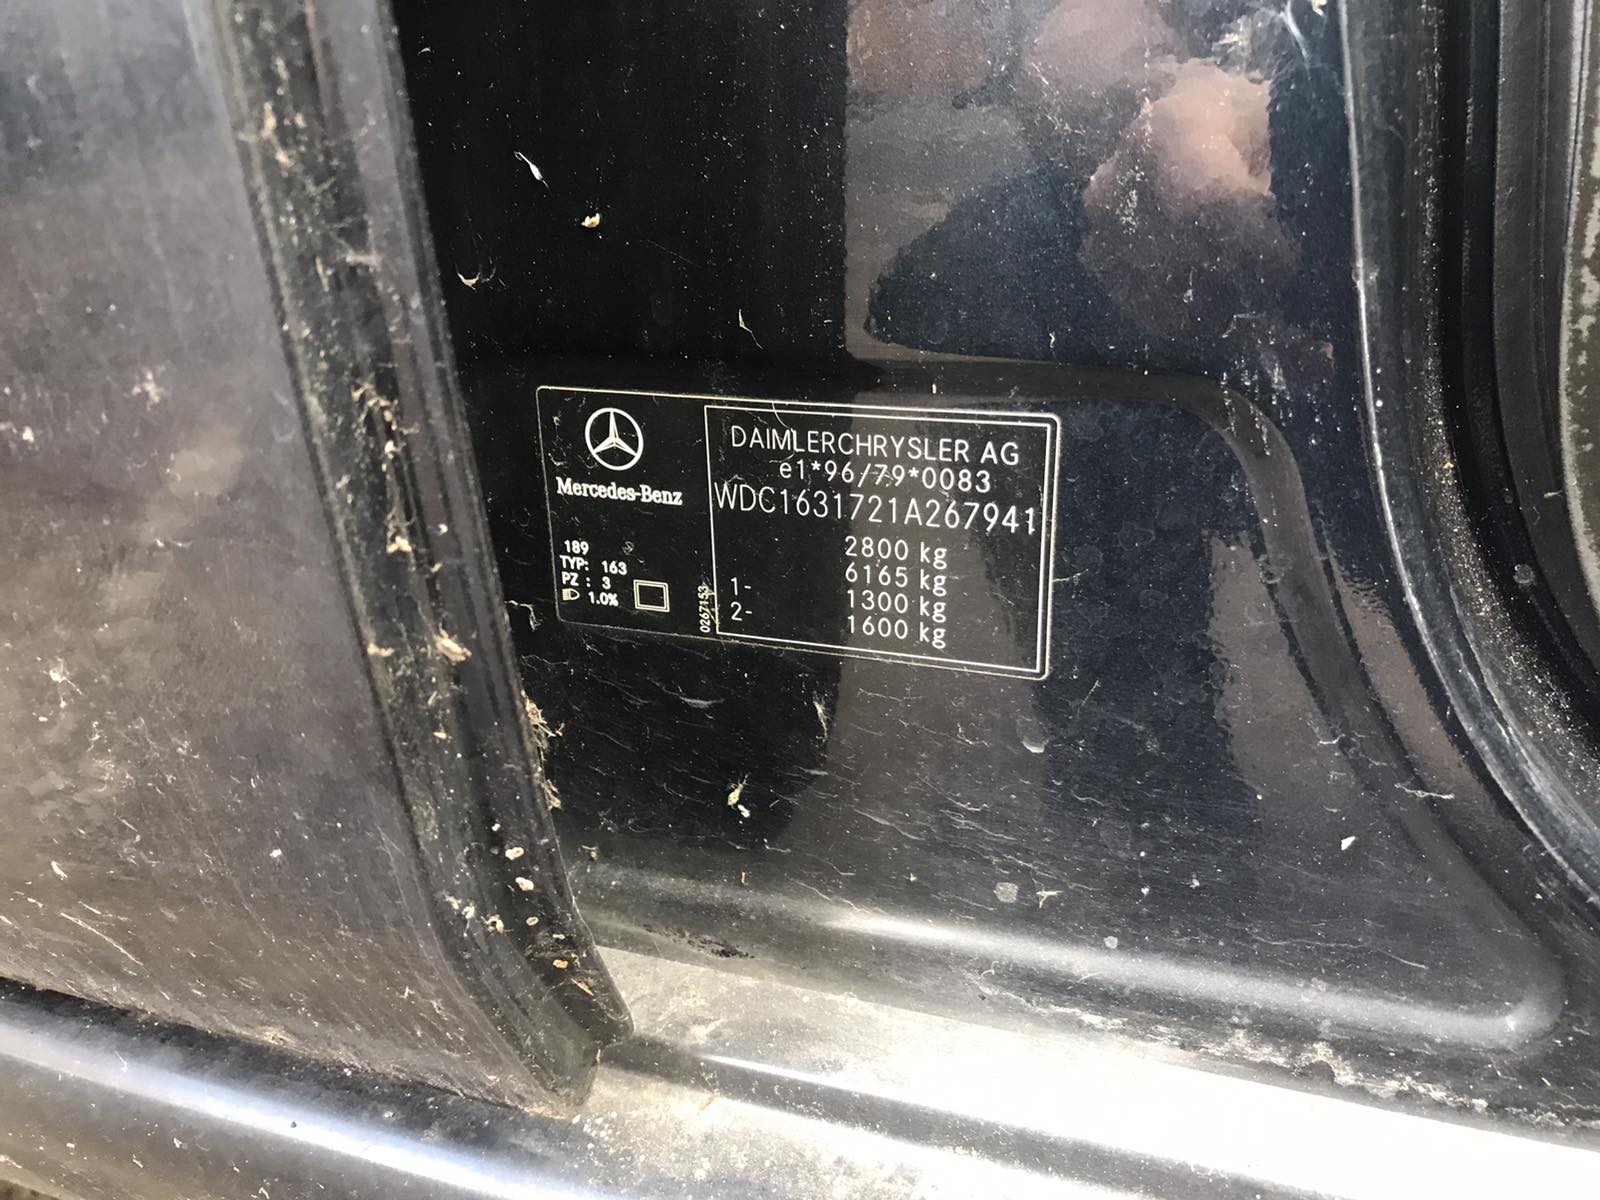 Mercedes-Benz
189
TYP: 163
PZ : 3
1.0%
0267153
DAIMLERCHRYSLER AG
e1*96/79*0083
WDC1631721A267941
2800 kg
6165 kg
1- 1300 kg
2- 1600 kg